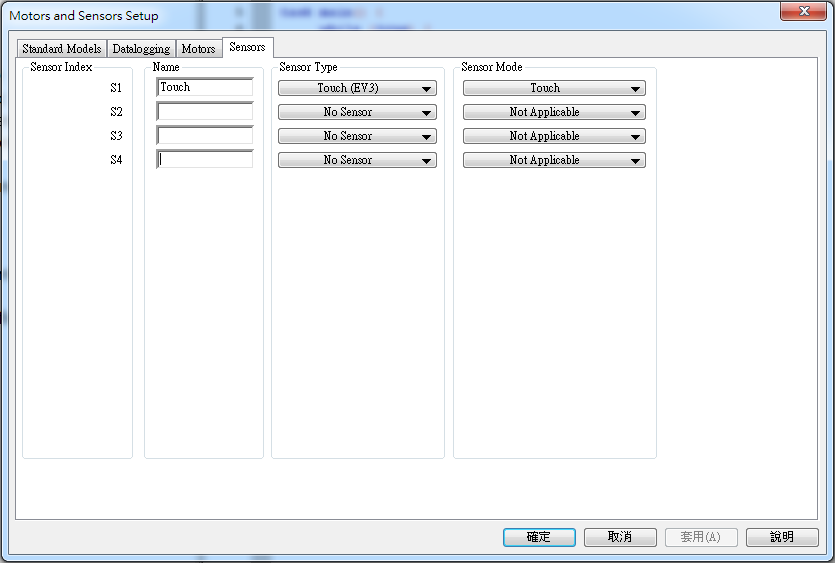 Motors and Sensors Setup
task main
Standard Models Datalogging Motors Sensors
Sensor Index Name Sensor Type Sensor Mode
S1 Touch Touch (EV3) Touch
S2 No Sensor Not Applicable
S3 No Sensor Not Applicable
S4 No Sensor Not Applicable
確定 取消 套用(A) 說明